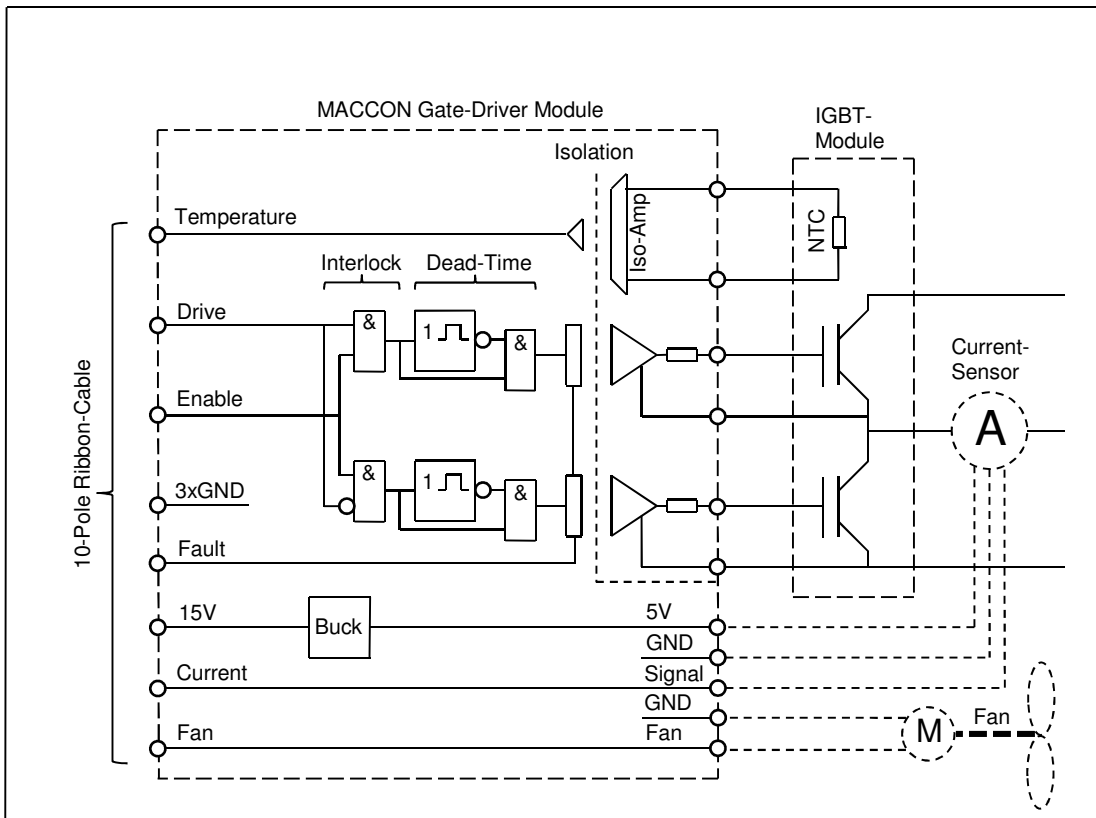 MACCON Gate-Driver Module
IGBT-
Module
Isolation
Temperature
Iso-Amp
NTC
Interlock
Dead-Time
Drive
&
1
&
Current-
Sensor
A
Enable
10-Pole Ribbon-Cable
&
1
&
3xGND
Fault
15V
Buck
5V
GND
Current
Signal
GND
Fan
Fan
M
Fan